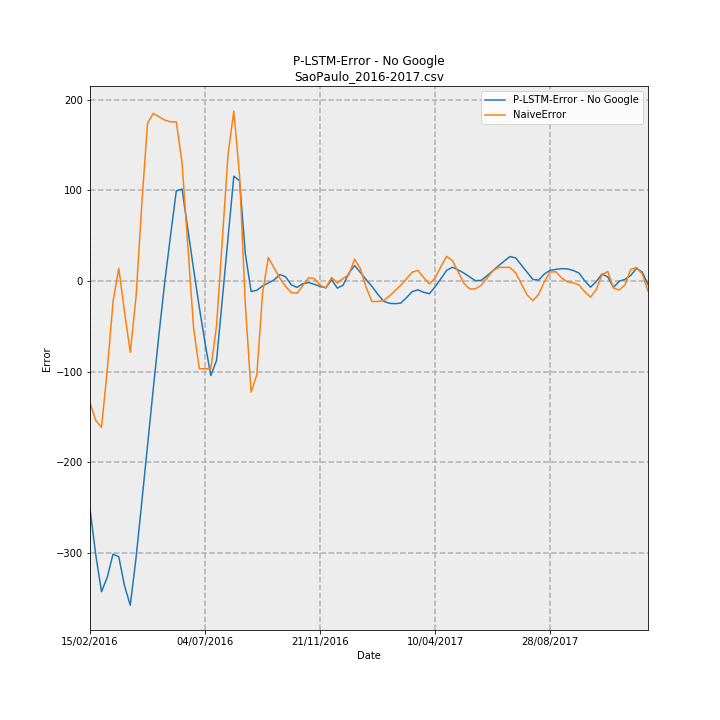 P-LSTM-Error - No Google
SaoPaulo_2016-2017.csv
P-LSTM-Error - No Google
NaiveError
200
100
0
−100
−200
−300
Error
15/02/2016
04/07/2016
21/11/2016
10/04/2017
28/08/2017
Date